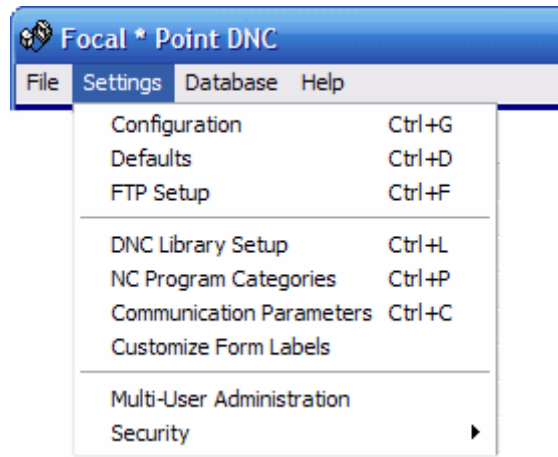 Focal * Point DNC
File Settings Database Help
Configuration Ctrl+G
Defaults Ctrl+D
FTP Setup Ctrl+F
DNC Library Setup Ctrl+L
NC Program Categories Ctrl+P
Communication Parameters Ctrl+C
Customize Form Labels
Multi-User Administration
Security